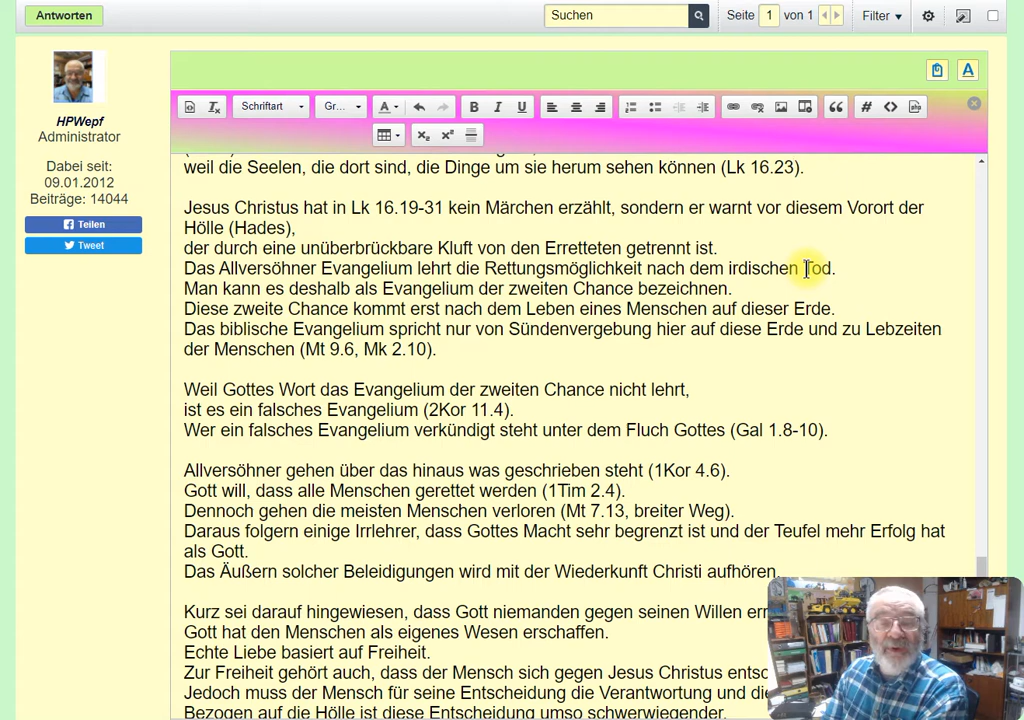 Antworten
Suchen
Seite 1 von 1
Filter
HPWepf
Administrator
Dabei seit:
09.01.2012
Beiträge: 14044
Teilen
Tweet
Schriftart
Gr...
weil die Seelen, die dort sind, die Dinge um sie herum sehen können (Lk 16.23).
Jesus Christus hat in Lk 16.19-31 kein Märchen erzählt, sondern er warnt vor diesem Vorort der
Hölle (Hades),
der durch eine unüberbrückbare Kluft von den Erretteten getrennt ist.
Das Allversöhner Evangelium lehrt die Rettungsmöglichkeit nach dem irdischen Tod.
Man kann es deshalb als Evangelium der zweiten Chance bezeichnen.
Diese zweite Chance kommt erst nach dem Leben eines Menschen auf dieser Erde.
Das biblische Evangelium spricht nur von Sündenvergebung hier auf diese Erde und zu Lebzeiten
der Menschen (Mt 9.6, Mk 2.10).
Weil Gottes Wort das Evangelium der zweiten Chance nicht lehrt,
ist es ein falsches Evangelium (2Kor 11.4).
Wer ein falsches Evangelium verkündigt steht unter dem Fluch Gottes (Gal 1.8-10).
Allversöhner gehen über das hinaus was geschrieben steht (1Kor 4.6).
Gott will, dass alle Menschen gerettet werden (1Tim 2.4).
Dennoch gehen die meisten Menschen verloren (Mt 7.13, breiter Weg).
Daraus folgern einige Irrlehrer, dass Gottes Macht sehr begrenzt ist und der Teufel mehr Erfolg hat
als Gott.
Das Äußern solcher Beleidigungen wird mit der Wiederkunft Christi aufhören.
Kurz sei darauf hingewiesen, dass Gott niemanden gegen seinen Willen
Gott hat den Menschen als eigenes Wesen erschaffen.
Echte Liebe basiert auf Freiheit.
Zur Freiheit gehört auch, dass der Mensch sich gegen Jesus Christus
Jedoch muss der Mensch für seine Entscheidung die Verantwortung und
Bezogen auf die Hölle ist diese Entscheidung umso schwerwiegender.